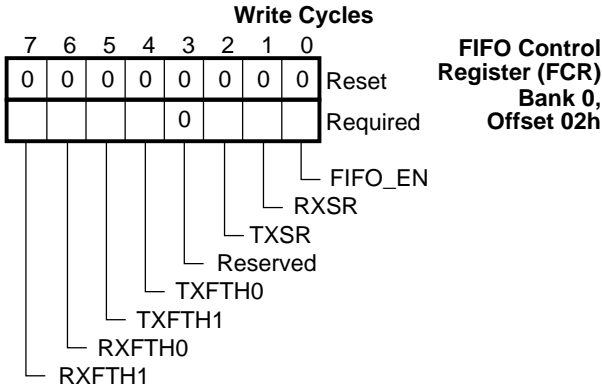 Write Cycles
7 6 5 4 3 2 1 0
FIFO Control
Register (FCR)
Bank 0,
Offset 02h
0 0 0 0 0 0 0 0 Reset
0 Required
FIFO_EN
RXSR
TXSR
Reserved
TXFTH0
TXFTH1
RXFTH0
RXFTH1